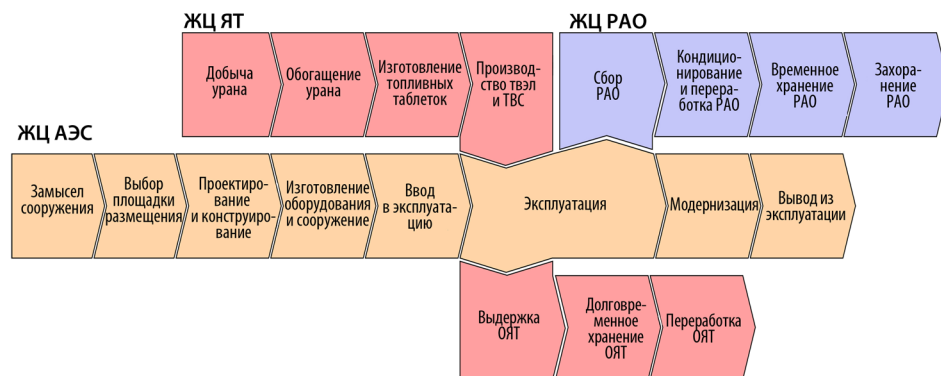 ЖЦ ЯТ
Добыча
урана
Обогащение
урана
Изготовление
топливных
таблеток
Производ-
ство твэл
и ТВС
ЖЦ РАО
Сбор
РАО
Кондицио-
нирование
и перера-
ботка РАО
Временное
хранение
РАО
Захора-
нение
РАО
ЖЦ АЭС
Замысел
сооружения
Выбор
площадки
размещения
Проектиро-
вание
и конструиро-
вание
Изготовление
оборудования
и сооружение
Ввод
в эксплуата-
цию
Эксплуатация
Модернизация
Вывод из
эксплуатации
Выдержка
ОЯТ
Долговре-
менное
хранение
ОЯТ
Переработка
ОЯТ